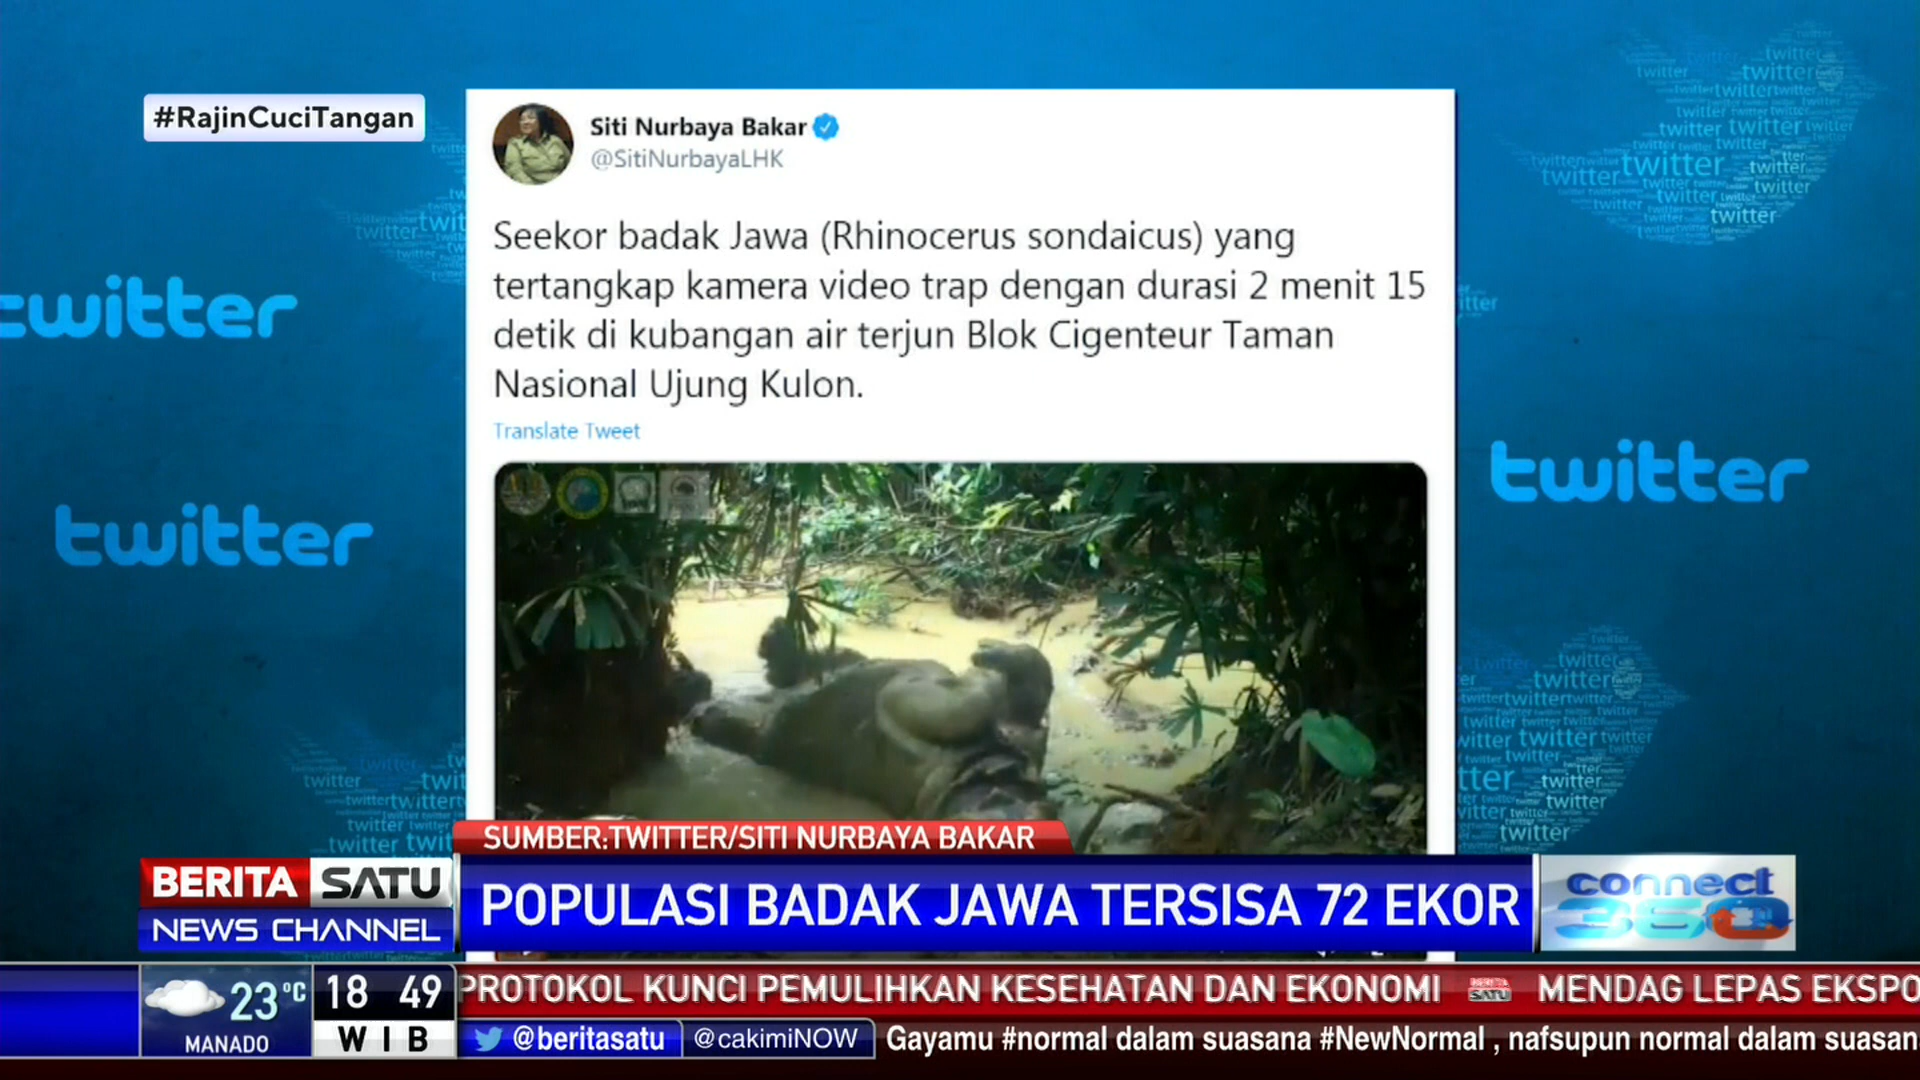 #RajinCuciTangan
Siti Nurbaya Bakar
@SitiNurbayaLHK
Seekor badak Jawa (Rhinocerus sondaicus) yang
tertangkap kamera video trap dengan durasi 2 menit 15
detik di kubangan air terjun Blok Cigenteur Taman
Nasional Ujung Kulon.
Translate Tweet
twitter
twitter
twitter
SUMBER:TWITTER/SITI NURBAYA BAKAR
BERITA SATU
NEWS CHANNEL
POPULASI BADAK JAWA TERSISA 72 EKOR
connect
360
23°C
MANADO
18 49
WIB
PROTOKOL KUNCI PEMULIHKAN KESEHATAN DAN EKONOMI BERITA SATU MENDAG LEPAS EKSPO
@beritasatu @cakimiNOW Gayamu #normal dalam suasana #NewNormal , nafsupun normal dalam suasan